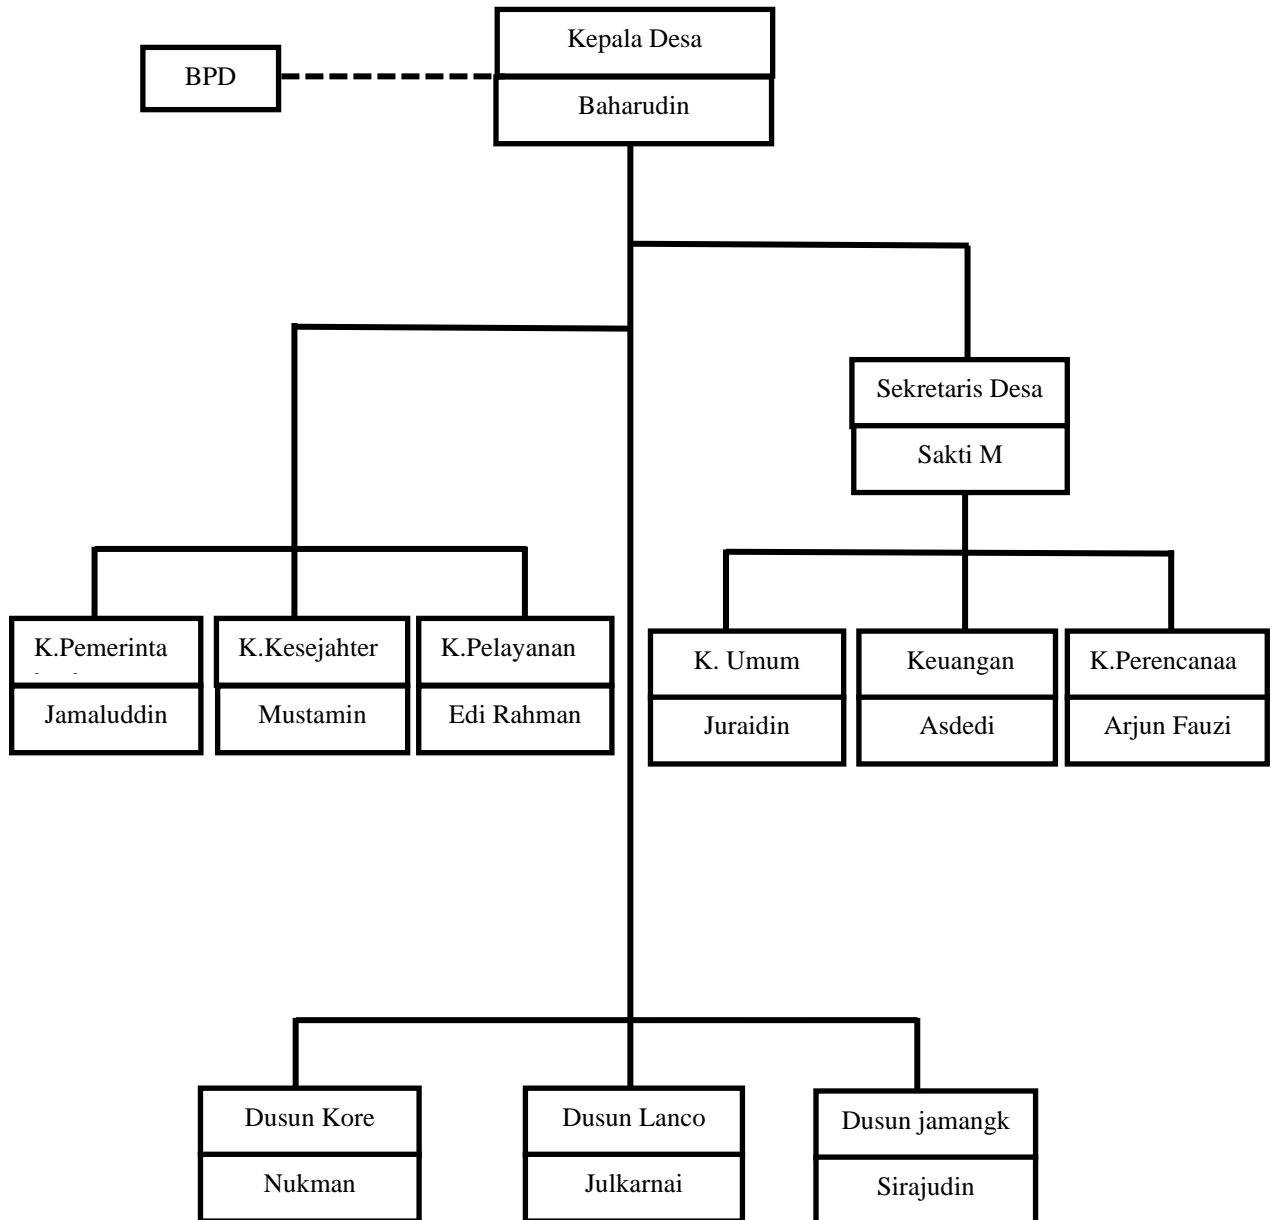 Kepala Desa
BPD
Baharudin
Sekretaris Desa
Sakti M
K.Pemerinta
K.Kesejahter
K.Pelayanan
Jamaluddin
Mustamin
Edi Rahman
K. Umum
Keuangan
K.Perencanaa
Juraidin
Asdedi
Arjun Fauzi
Dusun Kore
Dusun Lanco
Dusun jamangk
Nukman
Julkarnai
Sirajudin